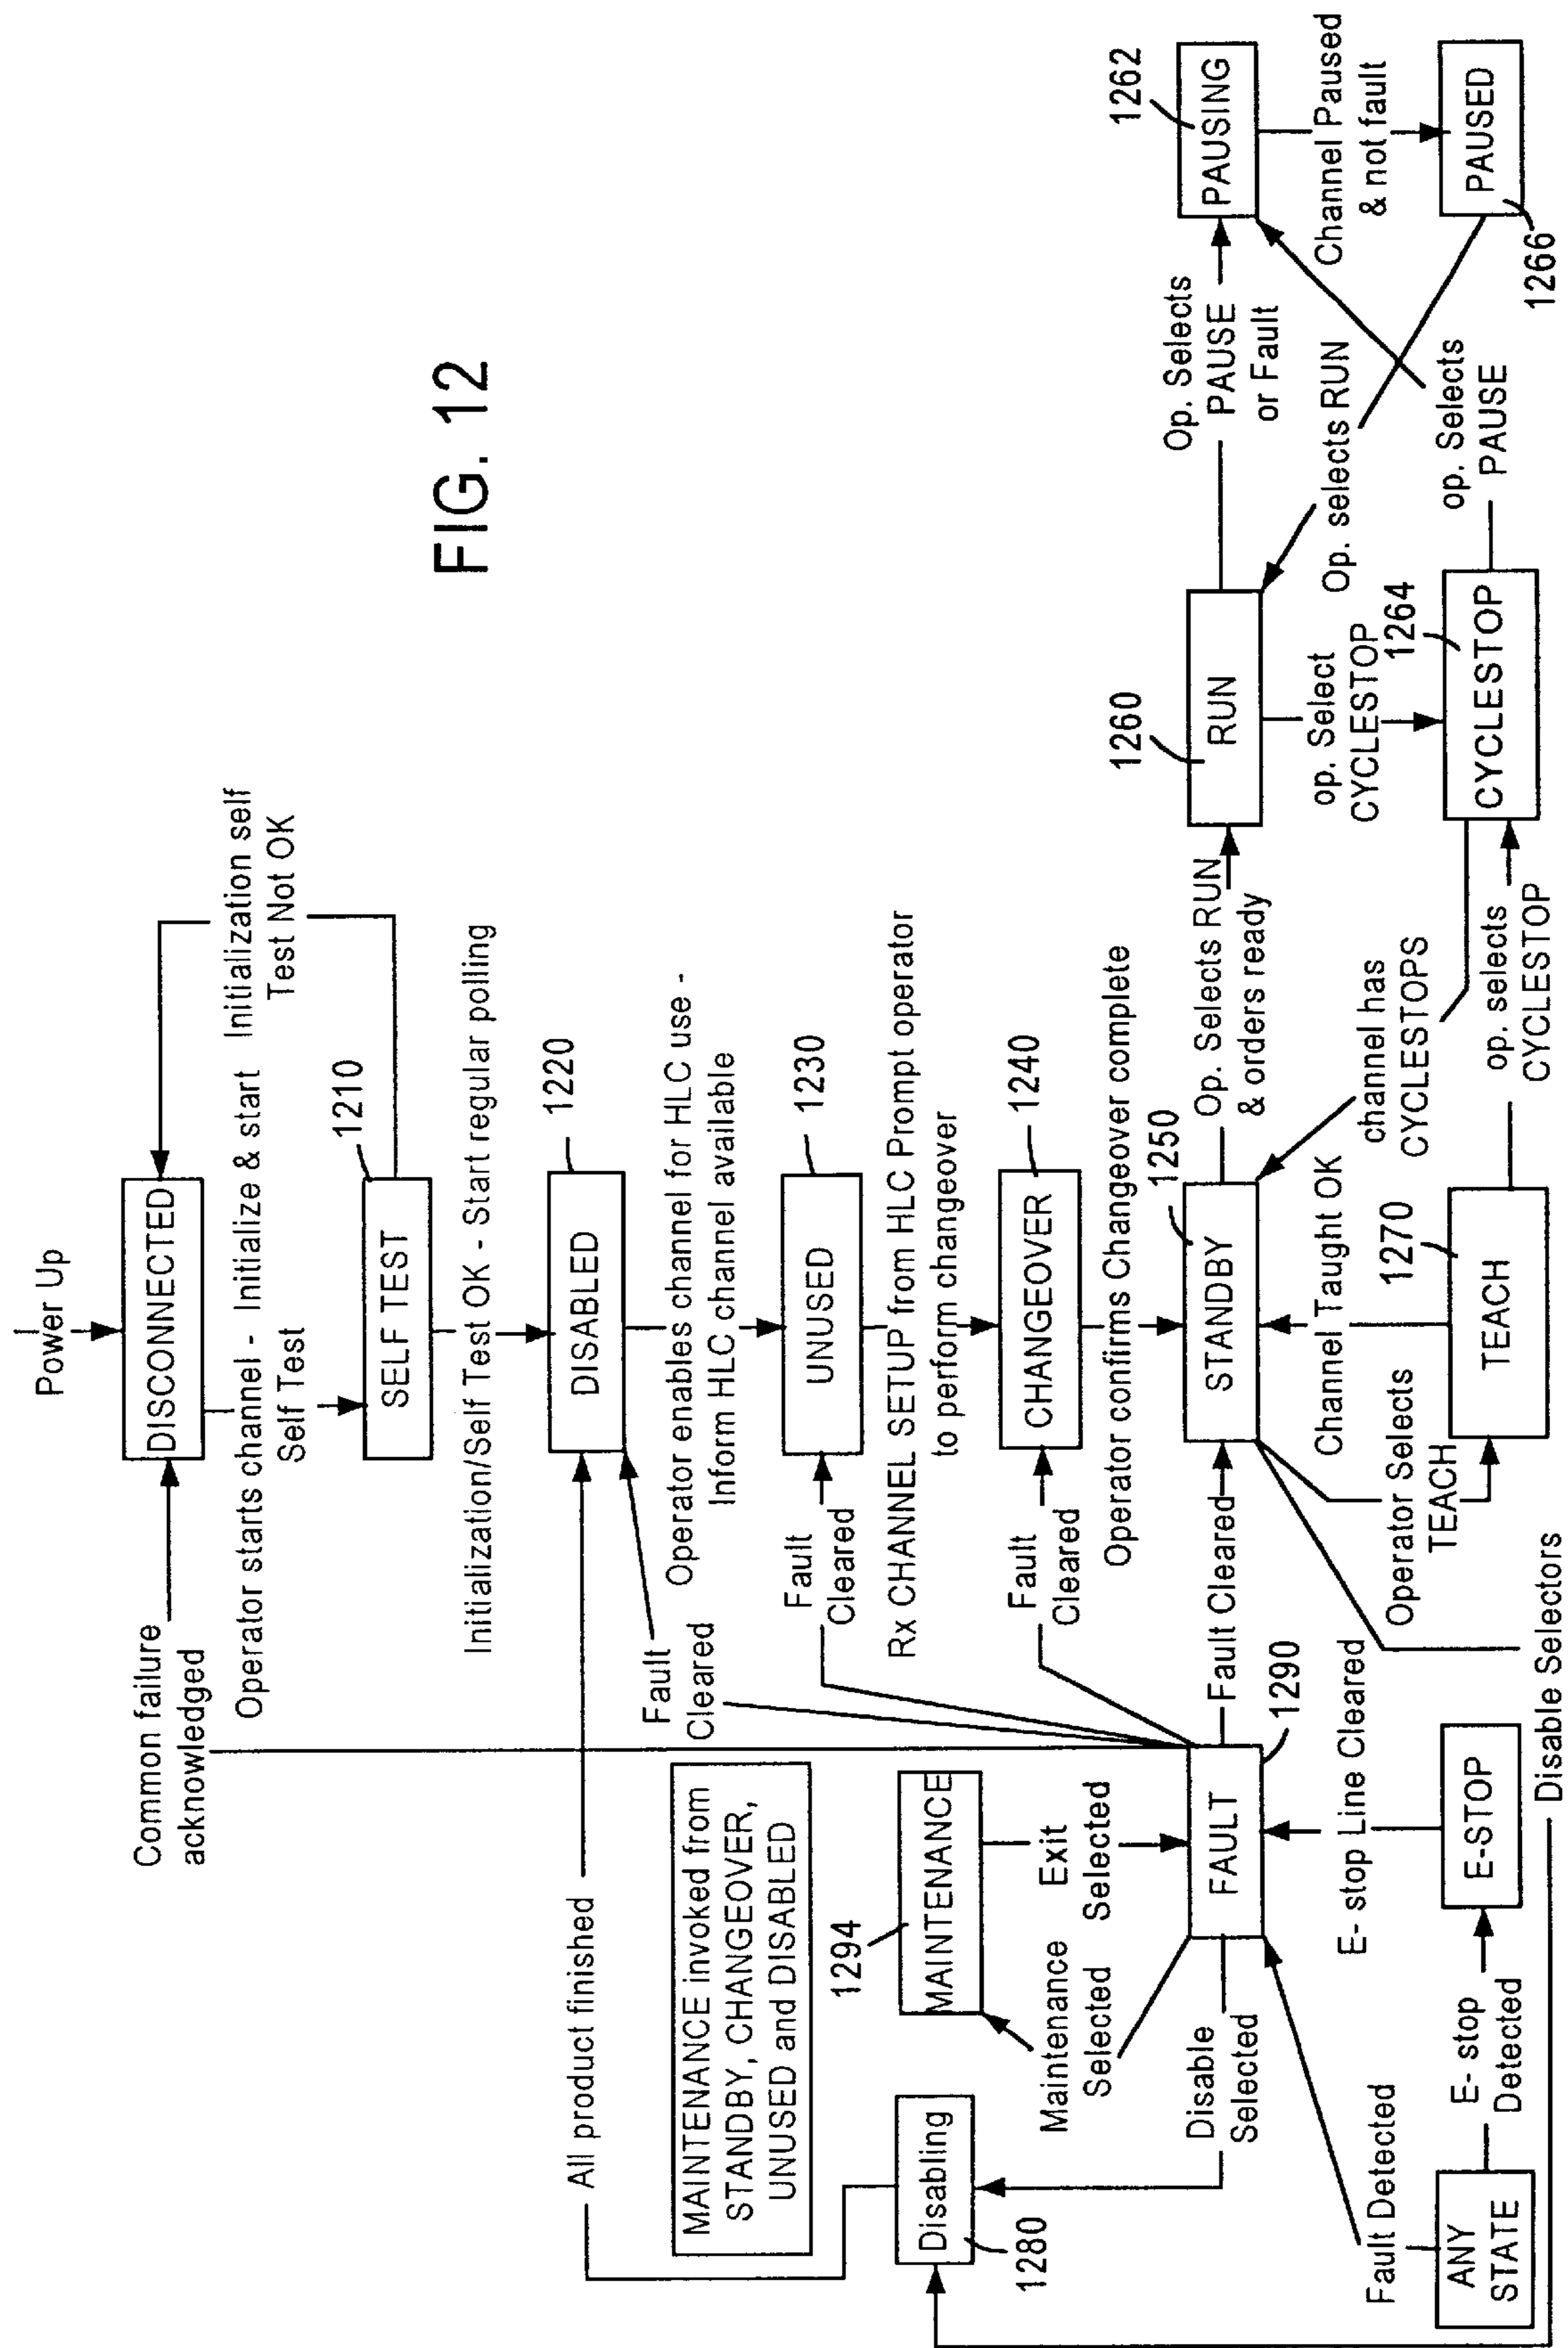 FIG. 12
Power Up
DISCONNECTED
Common failure
acknowledged
Operator starts channel - Initialize & start
Self Test
Initialization self
Test Not OK
1210
SELF TEST
Initialization/Self Test OK - Start regular polling
All product finished
1220
DISABLED
Fault
Cleared
Operator enables channel for HLC use -
Inform HLC channel available
MAINTENANCE invoked from
STANDBY, CHANGEOVER,
UNUSED and DISABLED
1230
UNUSED
Fault
Cleared
Rx CHANNEL SETUP from HLC Prompt operator
to perform changeover
1294
MAINTENANCE
Disabling
1280
1240
CHANGEOVER
Fault
Cleared
Operator confirms Changeover complete
Maintenance
Selected
Exit
Selected
Disable
Selected
FAULT
1290
Fault Cleared
STANDBY
1250
Op. Selects RUN
& orders ready
1260
RUN
Op. Selects
PAUSE
or Fault
1262
PAUSING
Channel Paused
& not fault
Op. selects RUN
op. Select
CYCLESTOP
1264
CYCLESTOP
op. Selects
PAUSE
PAUSED
1266
channel has
CYCLESTOPS
op. selects
CYCLESTOP
Channel Taught OK
1270
TEACH
Operator Selects
TEACH
E- stop Line Cleared
E-STOP
E- stop
Detected
Fault Detected
ANY
STATE
Disable Selectors